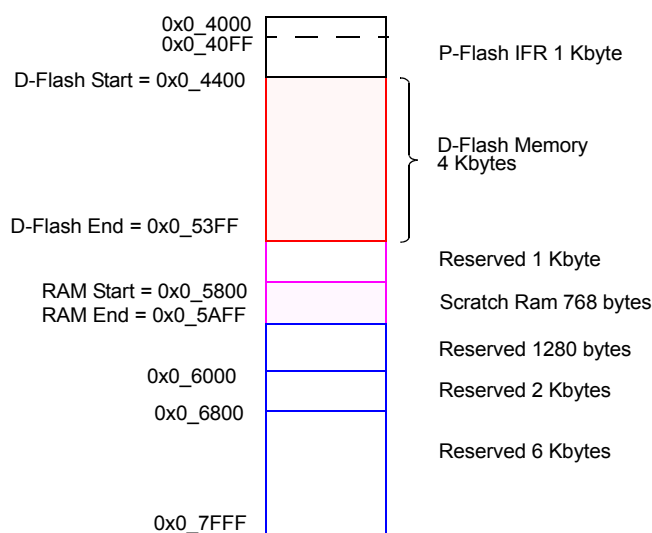 0x0_4000
0x0_40FF
P-Flash IFR 1 Kbyte
D-Flash Start = 0x0_4400
D-Flash Memory
4 Kbytes
D-Flash End = 0x0_53FF
Reserved 1 Kbyte
RAM Start = 0x0_5800
Scratch Ram 768 bytes
RAM End = 0x0_5AFF
Reserved 1280 bytes
0x0_6000
Reserved 2 Kbytes
0x0_6800
Reserved 6 Kbytes
0x0_7FFF